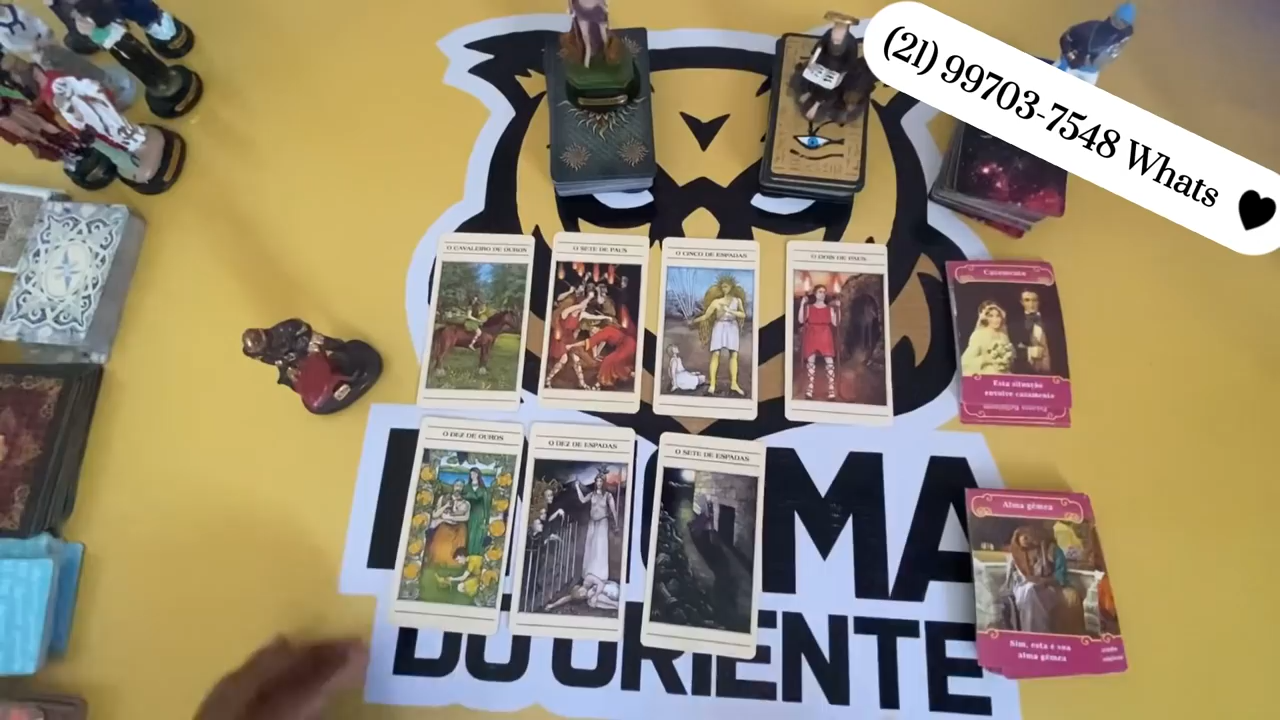 (21) 99703-7548 Whats
O CAVALEIRO DE OUROS
O SETE DE PAUS
O CINCO DE ESPADAS
O DOIS DE PAUS
Casamento
Esta situação
envolve casamento
O DEZ DE OUROS
O DEZ DE ESPADAS
O SETE DE ESPADAS
Alma gêmea
Sim, esta é sua
alma gêmea
MA
DO ORIENTE